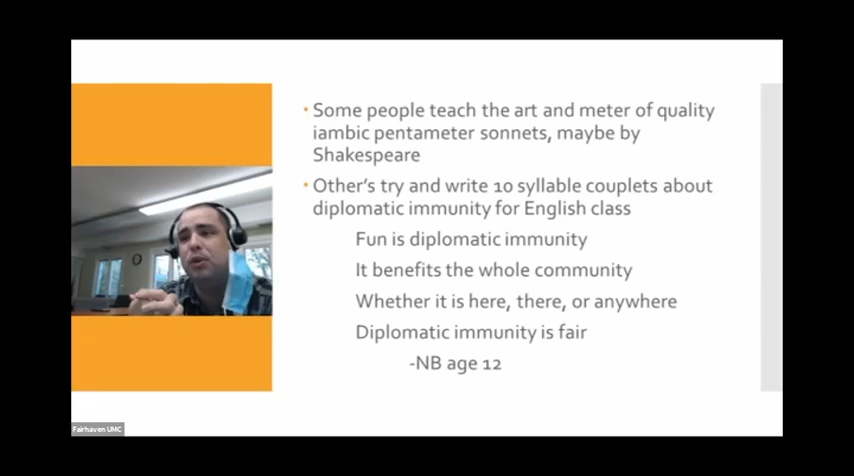 Some people teach the art and meter of quality
iambic pentameter sonnets, maybe by
Shakespeare
Other's try and write 10 syllable couplets about
diplomatic immunity for English class
Fun is diplomatic immunity
It benefits the whole community
Whether it is here, there, or anywhere
Diplomatic immunity is fair
-NB age 12
Fairhaven UMC